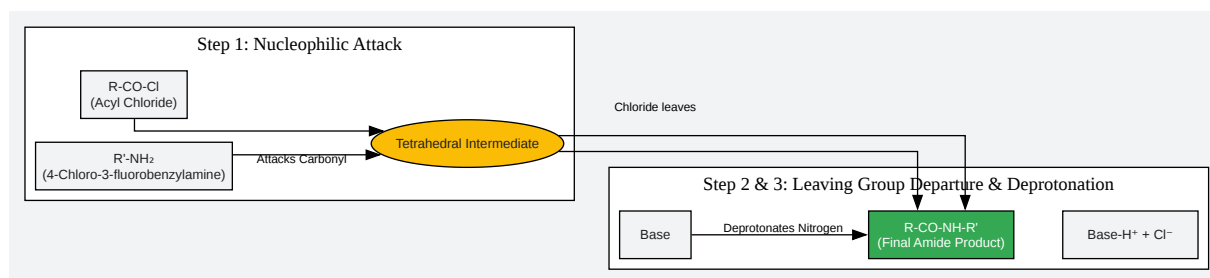 Step 1: Nucleophilic Attack
R-CO-Cl
(Acyl Chloride)
R'-NH₂
(4-Chloro-3-fluorobenzylamine)
Attacks Carbonyl
Tetrahedral Intermediate
Chloride leaves
Step 2 & 3: Leaving Group Departure & Deprotonation
Base
Deprotonates Nitrogen
R-CO-NH-R'
(Final Amide Product)
Base-H⁺ + Cl⁻